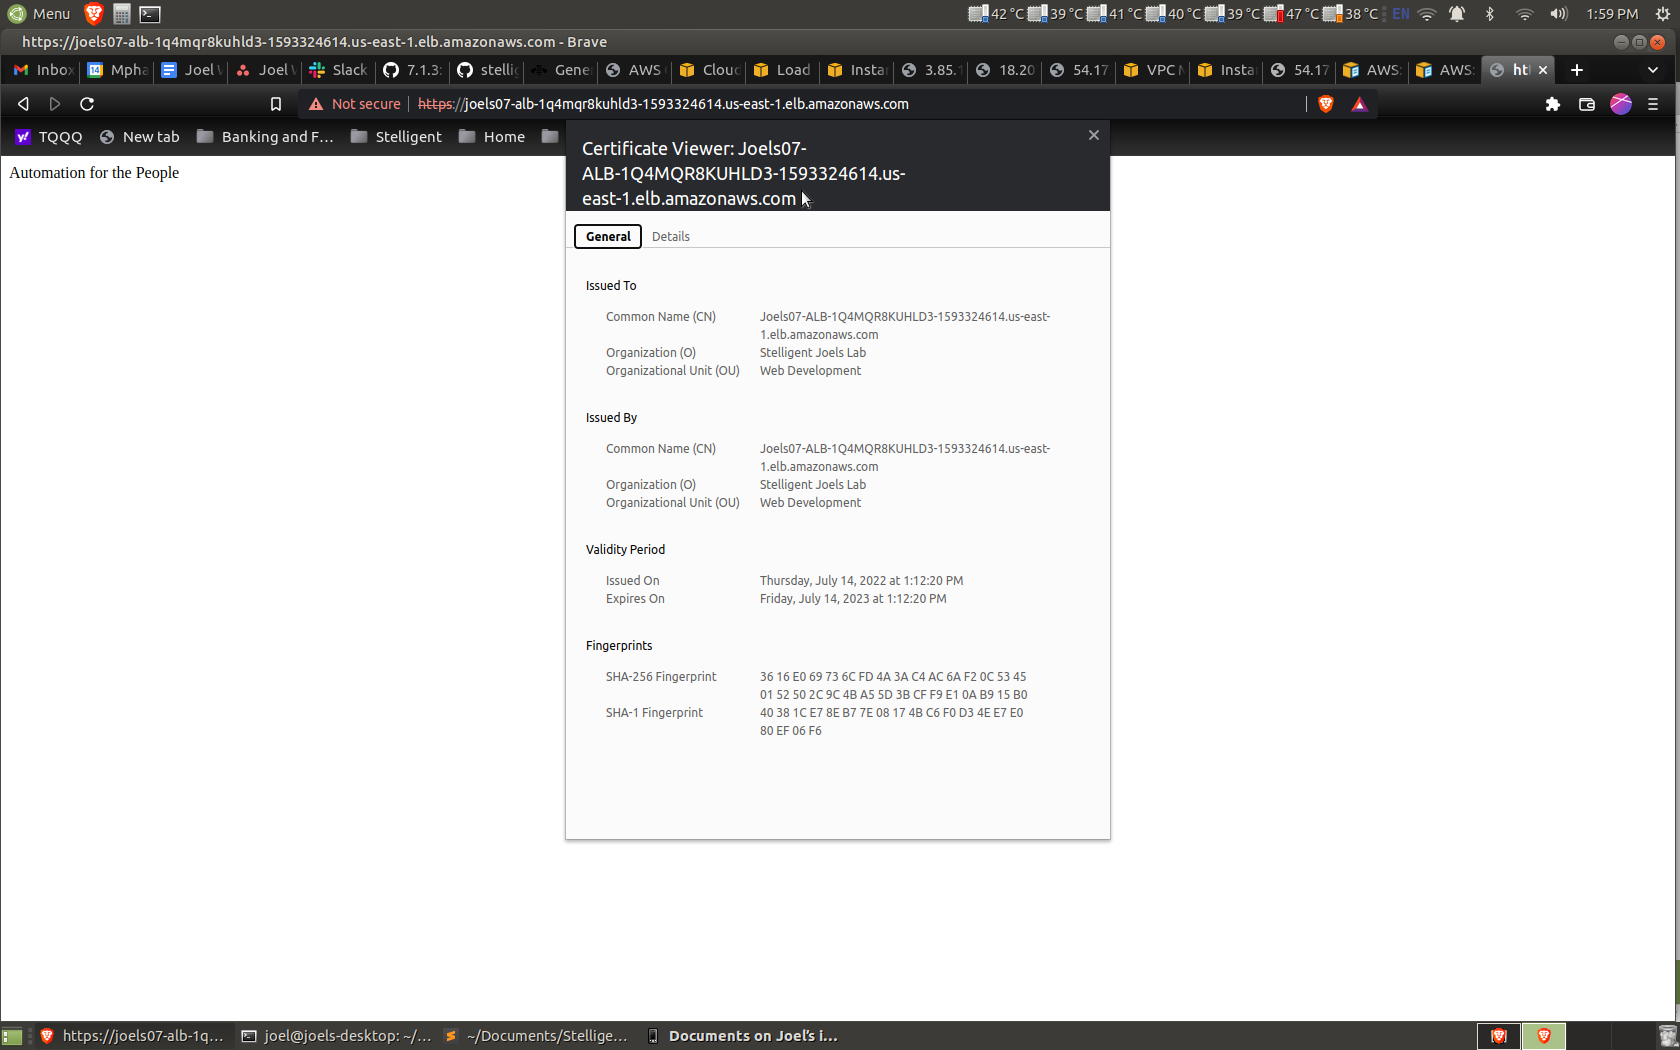 Menu
42 °C 39 °C 41 °C 40 °C 39 °C 47 °C 38 °C EN 1:59 PM
https://joels07-alb-1q4mqr8kuhld3-1593324614.us-east-1.elb.amazonaws.com - Brave
Inbox Mpha Joel Joel Slack 7.1.3: stellig Gene AWS Cloud Load Insta 3.85.1 18.20 54.17 VPC Insta 54.17 AWS: AWS: ht
Not secure https://joels07-alb-1q4mqr8kuhld3-1593324614.us-east-1.elb.amazonaws.com
TQQQ New tab Banking and F... Stelligent Home
Automation for the People
Certificate Viewer: Joels07-
ALB-1Q4MQR8KUHLD3-1593324614.us-
east-1.elb.amazonaws.com
General Details
Issued To
Common Name (CN) Joels07-ALB-1Q4MQR8KUHLD3-1593324614.us-east-
1.elb.amazonaws.com
Organization (O) Stelligent Joels Lab
Organizational Unit (OU) Web Development
Issued By
Common Name (CN) Joels07-ALB-1Q4MQR8KUHLD3-1593324614.us-east-
1.elb.amazonaws.com
Organization (O) Stelligent Joels Lab
Organizational Unit (OU) Web Development
Validity Period
Issued On Thursday, July 14, 2022 at 1:12:20 PM
Expires On Friday, July 14, 2023 at 1:12:20 PM
Fingerprints
SHA-256 Fingerprint 36 16 E0 69 73 6C FD 4A 3A C4 AC 6A F2 0C 53 45
01 52 50 2C 9C 4B A5 5D 3B CF F9 E1 0A B9 15 B0
SHA-1 Fingerprint 40 38 1C E7 8E B7 7E 08 17 4B C6 F0 D3 4E E7 E0
80 EF 06 F6
https://joels07-alb-1q... joel@joels-desktop: ~/... ~/Documents/Stellige... Documents on Joel's i...